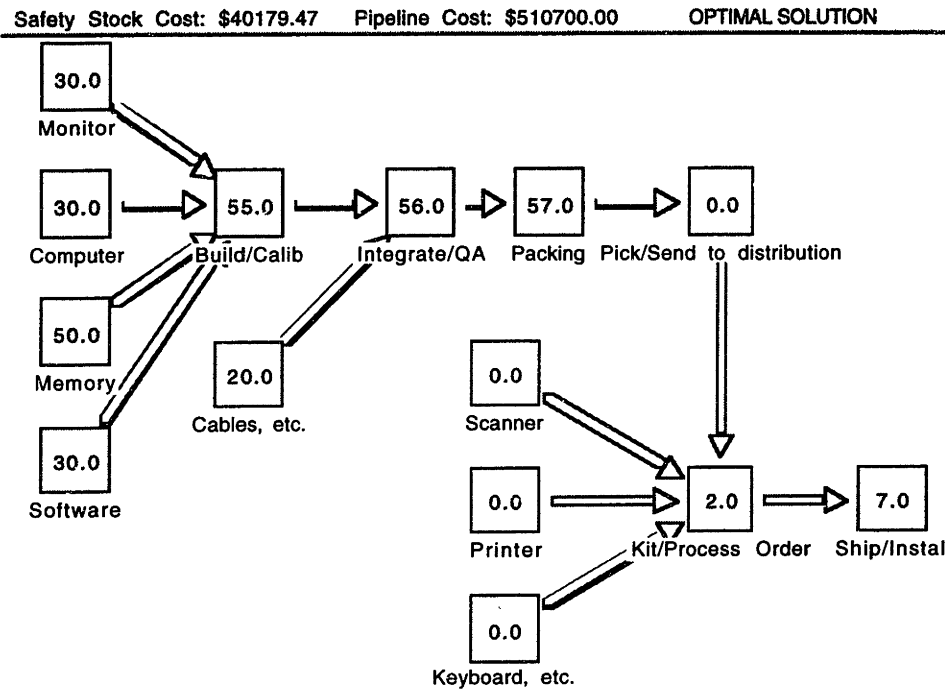 Safety Stock Cost: $40179.47 Pipeline Cost: $510700.00 OPTIMAL SOLUTION
30.0
Monitor
30.0
Computer
55.0
Build/Calib
56.0
Integrate/QA
57.0
Packing
0.0
Pick/Send to distribution
50.0
Memory
20.0
Cables, etc.
30.0
Software
0.0
Scanner
0.0
Printer
2.0
Kit/Process Order
7.0
Ship/Instal
0.0
Keyboard, etc.